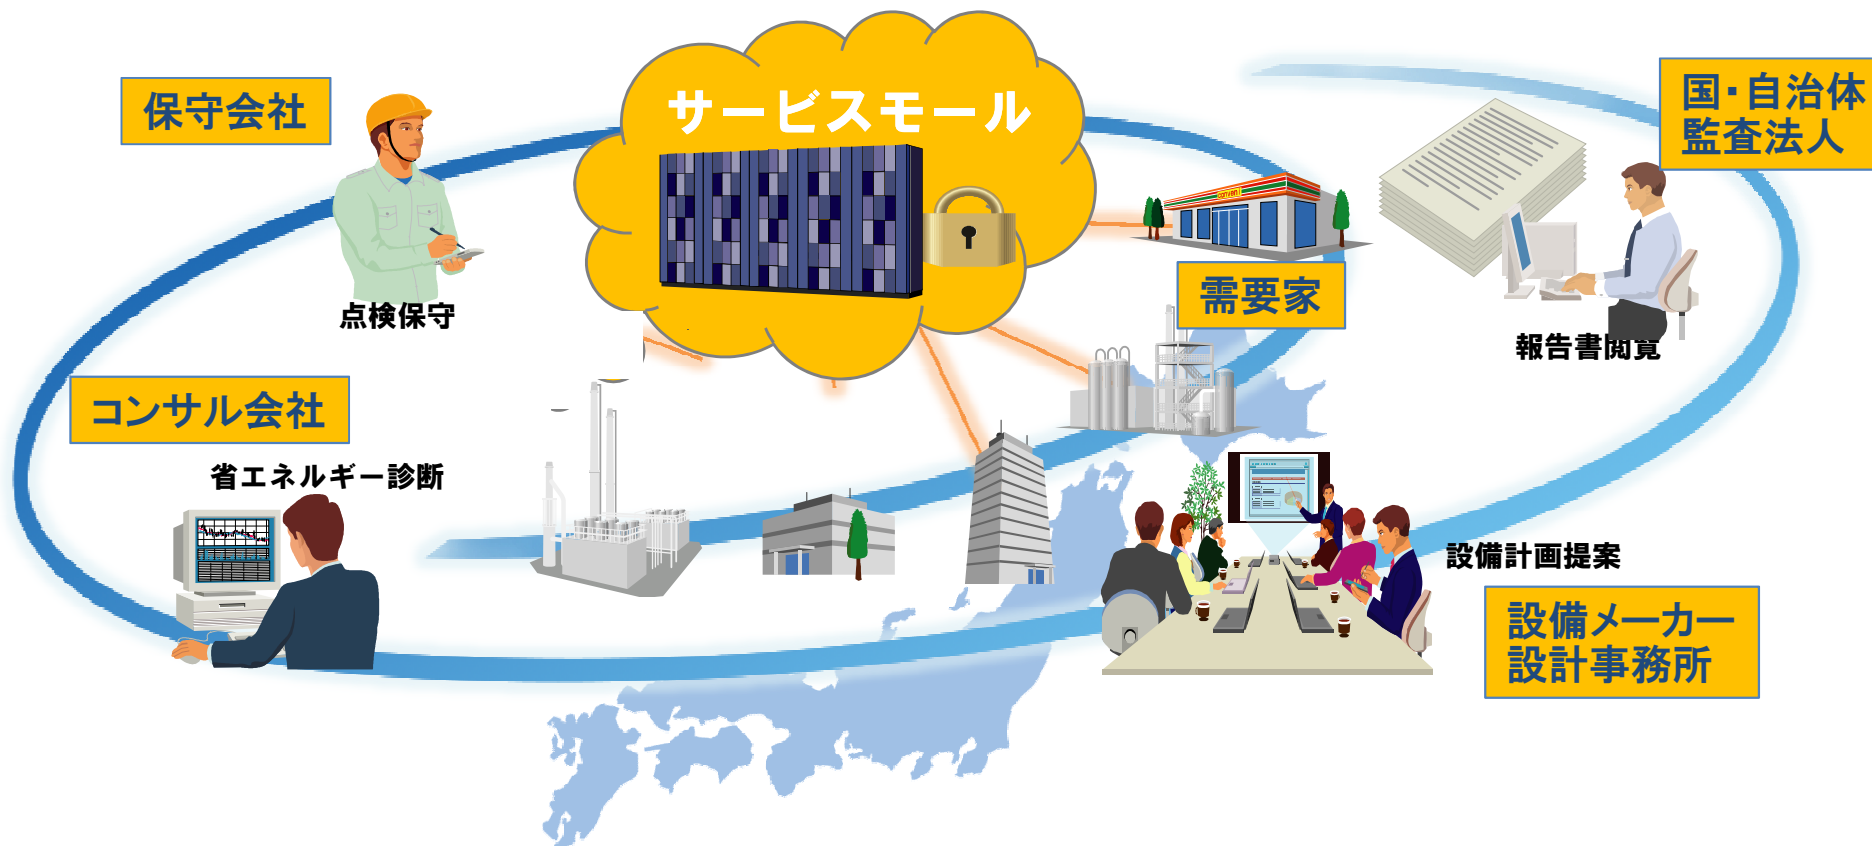 サービスモール
保守会社
点検保守
コンサル会社
省エネルギー診断
需要家
国・自治体
監査法人
報告書閲覧
設備計画提案
設備メーカー
設計事務所